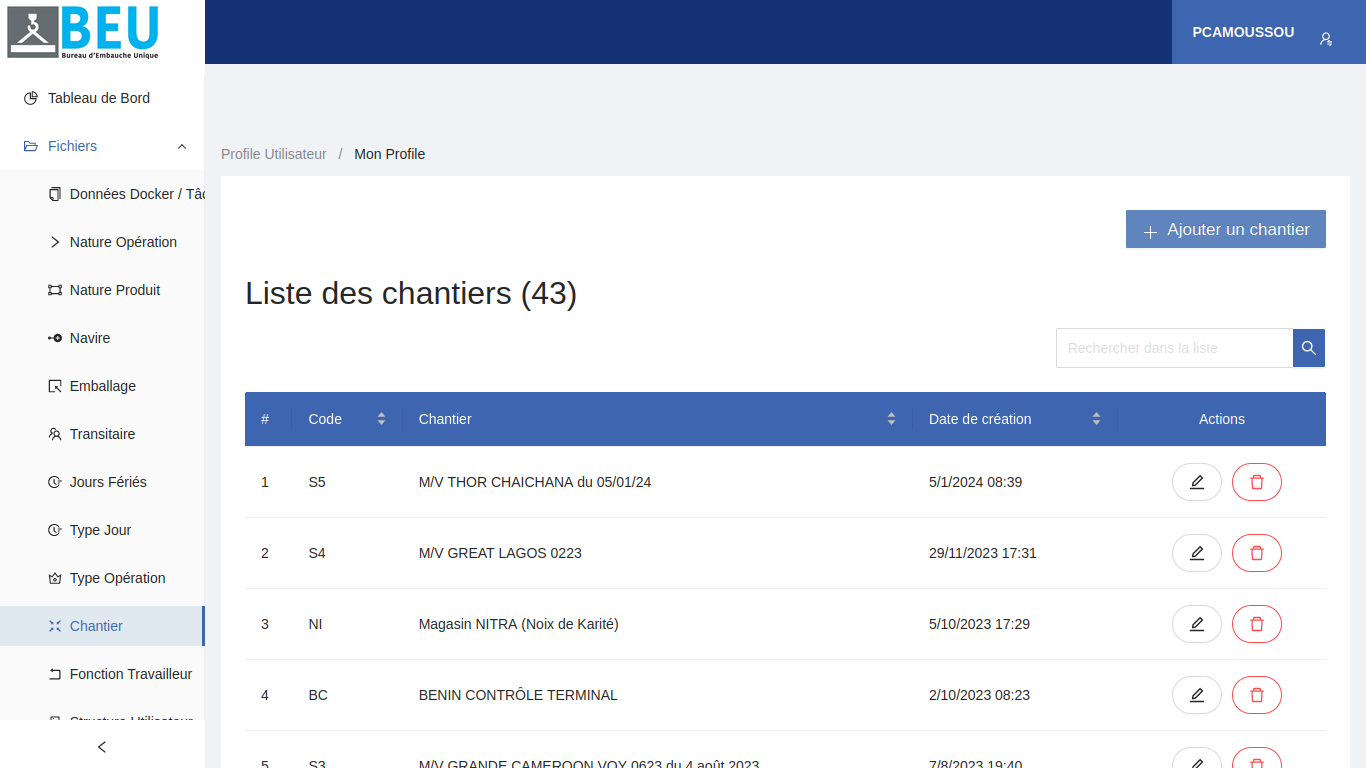 BEU
Bureau d'Embauche Unique
PCAMOUSSOU
Tableau de Bord
Fichiers
Données Docker / Tâc
Nature Opération
Nature Produit
Navire
Emballage
Transitaire
Jours Fériés
Type Jour
Type Opération
Chantier
Fonction Travailleur
Structure Utilisateur
Profile Utilisateur / Mon Profile
Ajouter un chantier
Liste des chantiers (43)
Rechercher dans la liste
# Code Chantier Date de création Actions
1 S5 M/V THOR CHAICHANA du 05/01/24 5/1/2024 08:39
2 S4 M/V GREAT LAGOS 0223 29/11/2023 17:31
3 NI Magasin NITRA (Noix de Karité) 5/10/2023 17:29
4 BC BENIN CONTRÔLE TERMINAL 2/10/2023 08:23
5 S3 M/V GRANDE CAMEROON VOY 0623 du 4 août 2023 7/8/2023 19:40